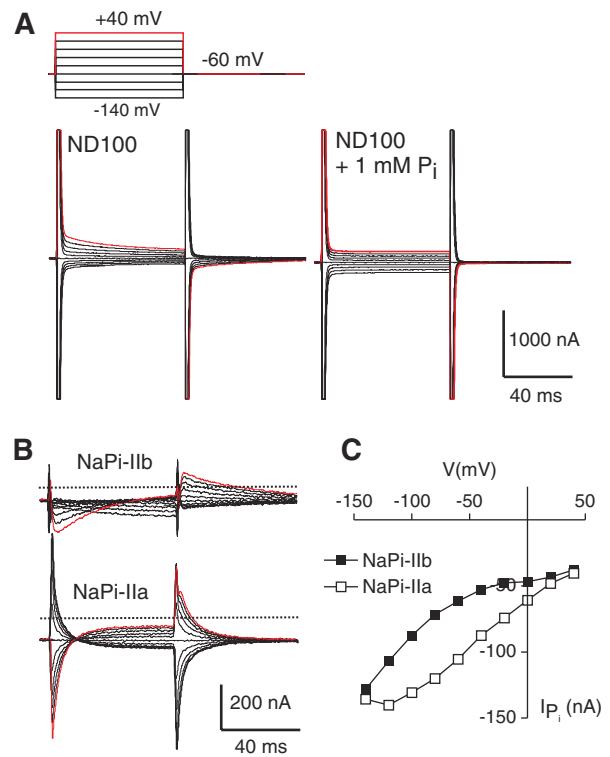 A
+40 mV
-60 mV
-140 mV
ND100
ND100
+ 1 mM Pi
1000 nA
40 ms
B
NaPi-IIb
NaPi-IIa
200 nA
40 ms
C
V(mV)
-150 -100 -50 0 50
NaPi-IIb
NaPi-IIa
-50
-100
-150
IPi (nA)